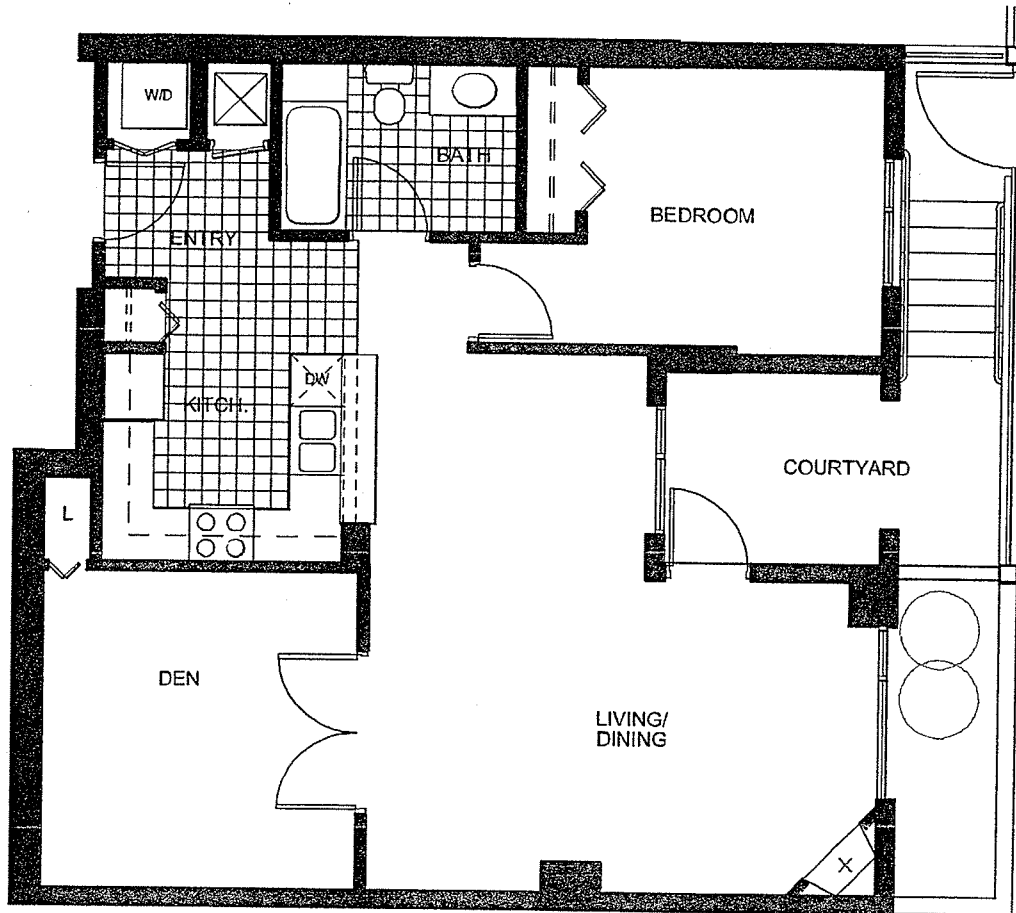 W/D
BATH
BEDROOM
ENTRY
DW
KITCH.
COURTYARD
L
DEN
LIVING/
DINING
X